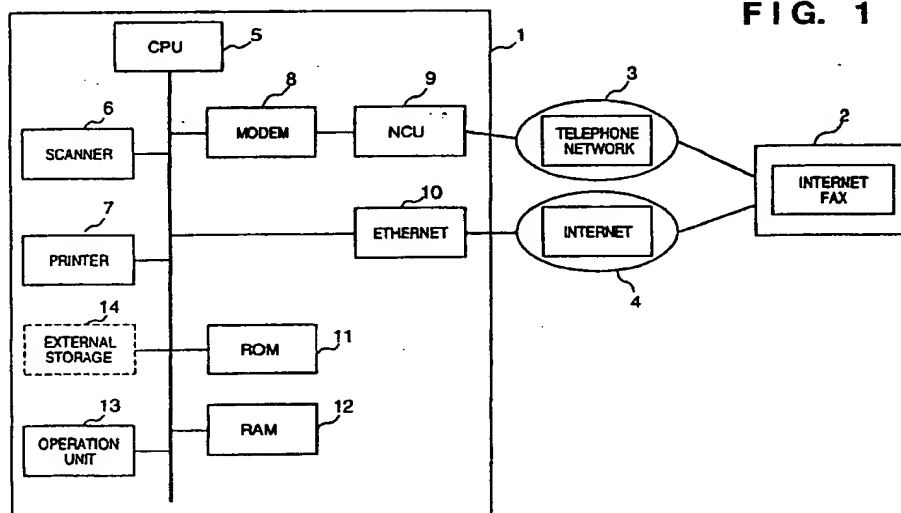 FIG. 1
CPU
5
1
6
SCANNER
8
MODEM
9
NCU
3
TELEPHONE
NETWORK
2
INTERNET
FAX
7
PRINTER
10
ETHERNET
INTERNET
4
14
EXTERNAL
STORAGE
ROM
11
13
OPERATION
UNIT
RAM
12